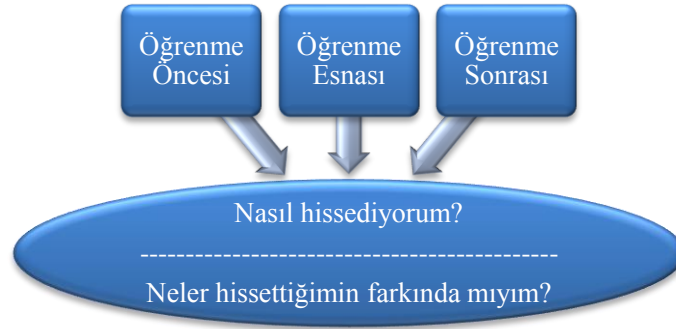 Öğrenme
Öncesi
Öğrenme
Esnası
Öğrenme
Sonrası
Nasıl hissediyorum?
----------------------------------------------
Neler hissettiğimin farkında mıyım?